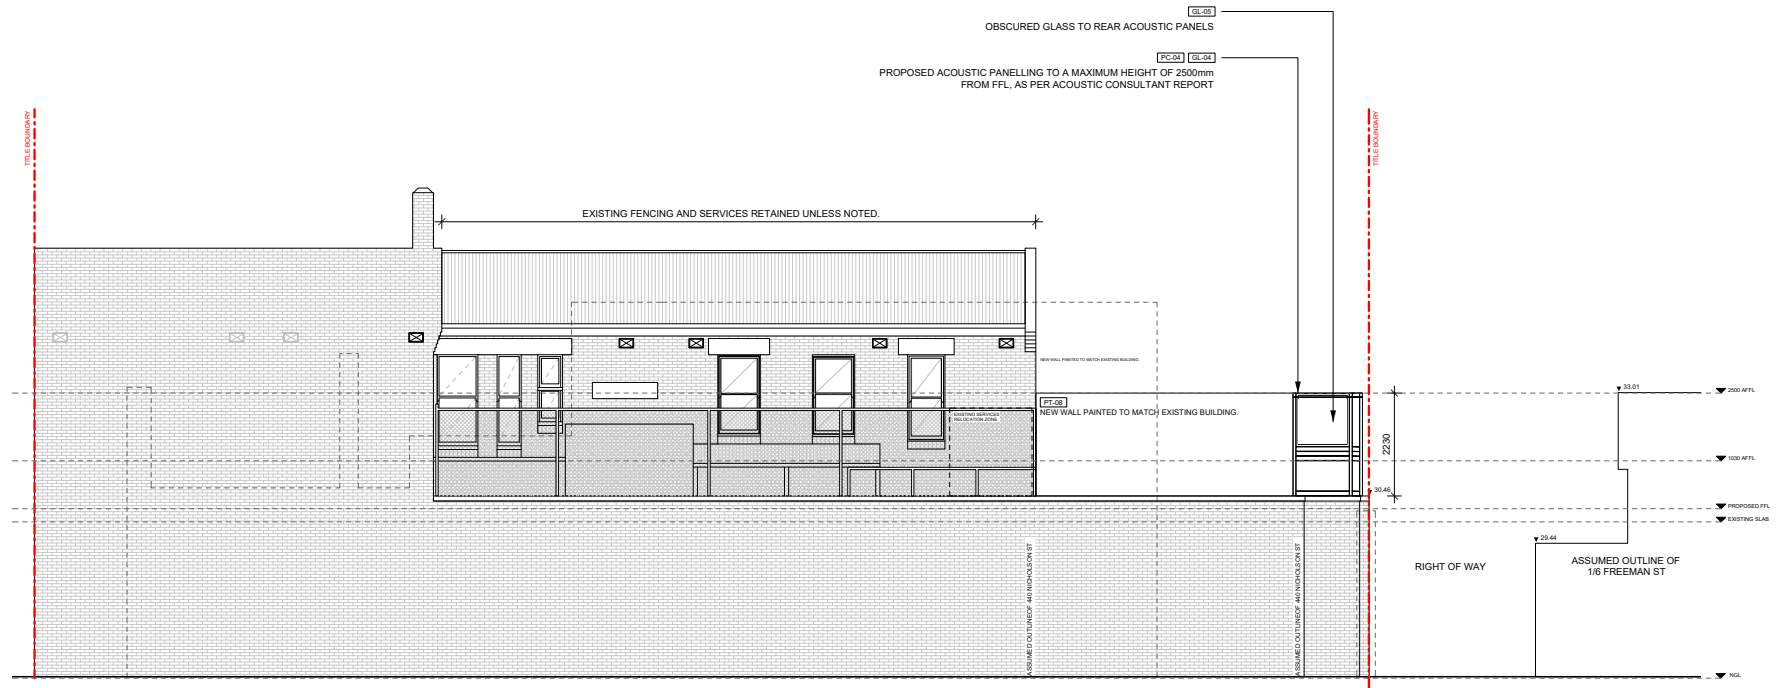 GL-05
OBSCURED GLASS TO REAR ACOUSTIC PANELS
PC-04 GL-04
PROPOSED ACOUSTIC PANELLING TO A MAXIMUM HEIGHT OF 2500mm
FROM FFL, AS PER ACOUSTIC CONSULTANT REPORT
TITLE BOUNDARY
TITLE BOUNDARY
EXISTING FENCING AND SERVICES RETAINED UNLESS NOTED.
NEW WALL PAINTED TO MATCH EXISTING BUILDING.
33.01
2500 AFFL
PT-08
NEW WALL PAINTED TO MATCH EXISTING BUILDING.
EXISTING SERVICES
RELOCATION ZONE
2230
1030 AFFL
30.46
PROPOSED FFL
EXISTING SLAB
29.44
ASSUMED OUTLINE OF 440 NICHOLSON ST
ASSUMED OUTLINE OF 440 NICHOLSON ST
RIGHT OF WAY
ASSUMED OUTLINE OF
1/6 FREEMAN ST
NGL